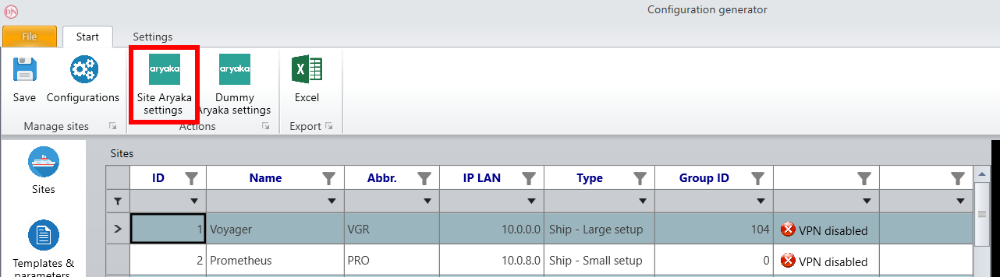 Configuration generator
File Start Settings
aryaka aryaka
Save Configurations Site Aryaka Dummy Excel
settings Aryaka settings
Manage sites Actions Export
Sites
ID Name Abbr. IP LAN Type Group ID
Sites
1 Voyager VGR 10.0.0.0 Ship - Large setup 104 VPN disabled
2 Prometheus PRO 10.0.8.0 Ship - Small setup 0 VPN disabled
Templates &
parameters